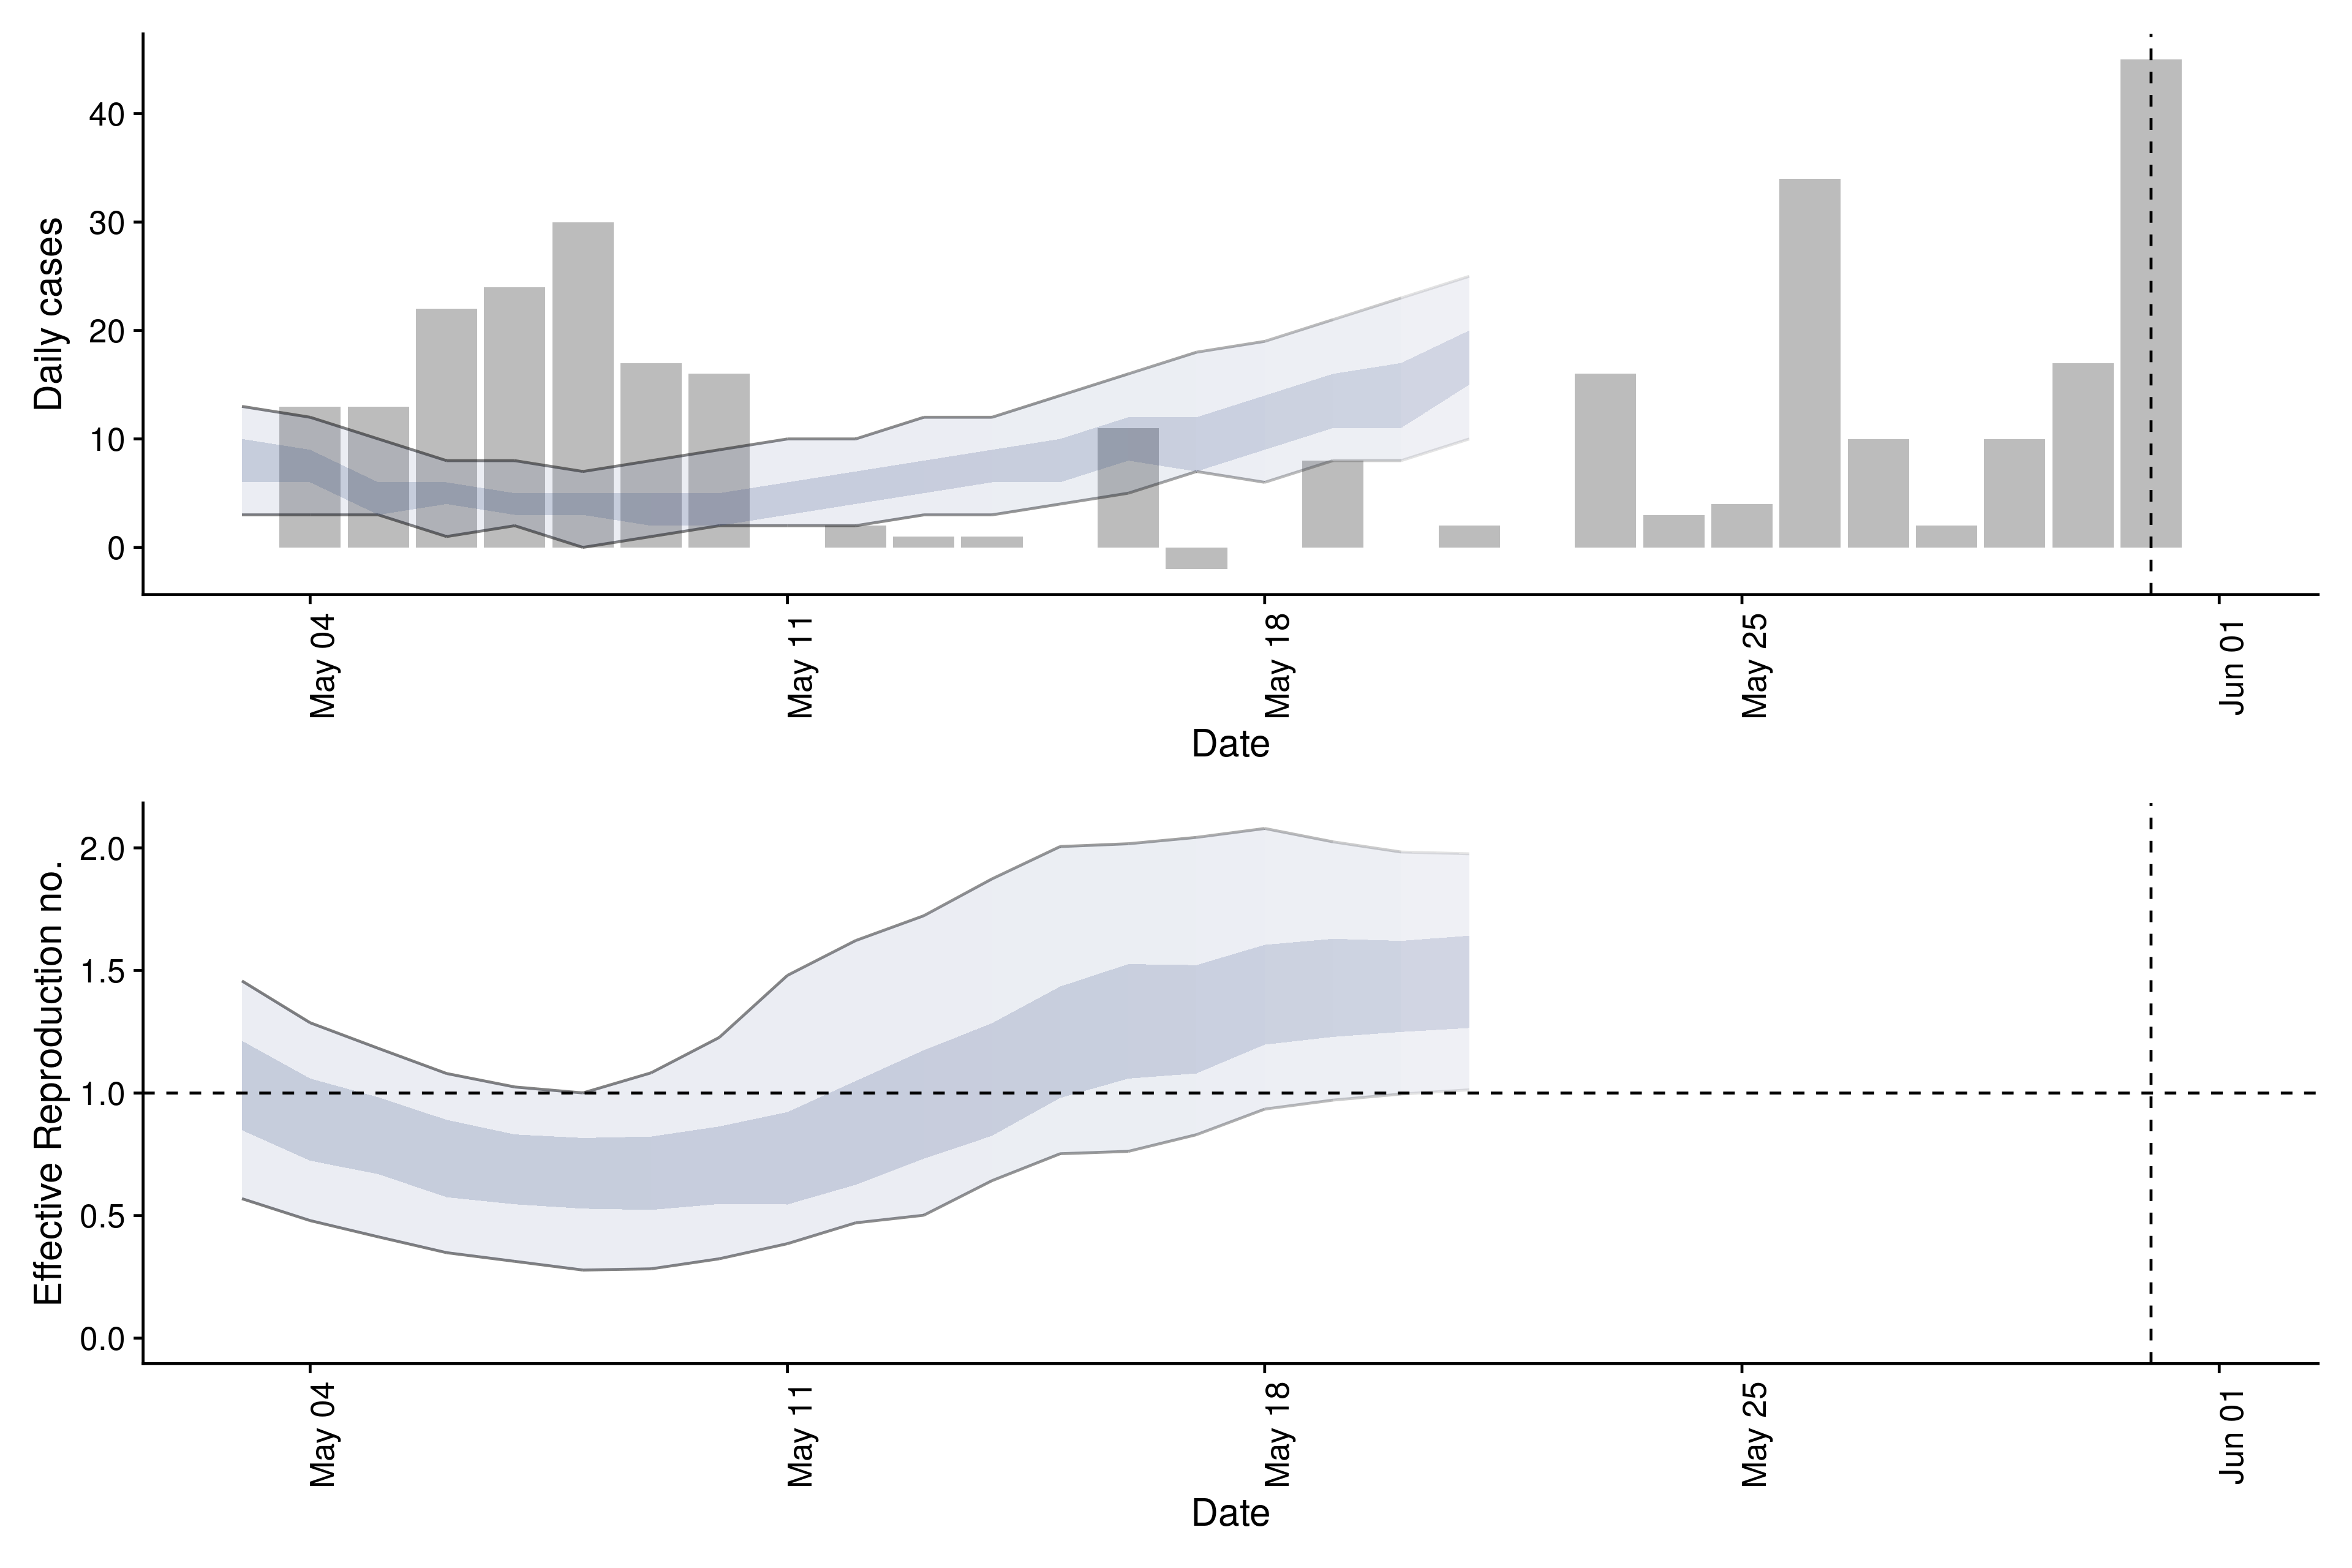 Daily cases
40
30
20
10
0
May 04
May 11
May 18
May 25
Jun 01
Date
Effective Reproduction no.
2.0
1.5
1.0
0.5
0.0
May 04
May 11
May 18
May 25
Jun 01
Date